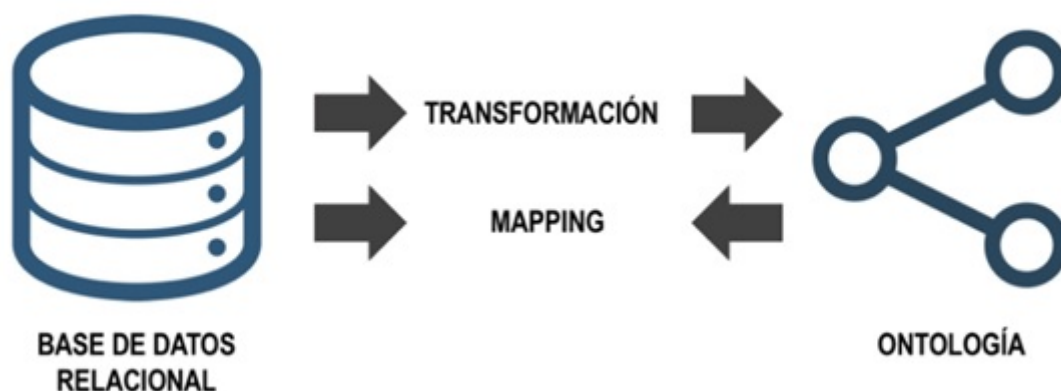 TRANSFORMACIÓN
MAPPING
BASE DE DATOS
RELACIONAL
ONTOLOGÍA